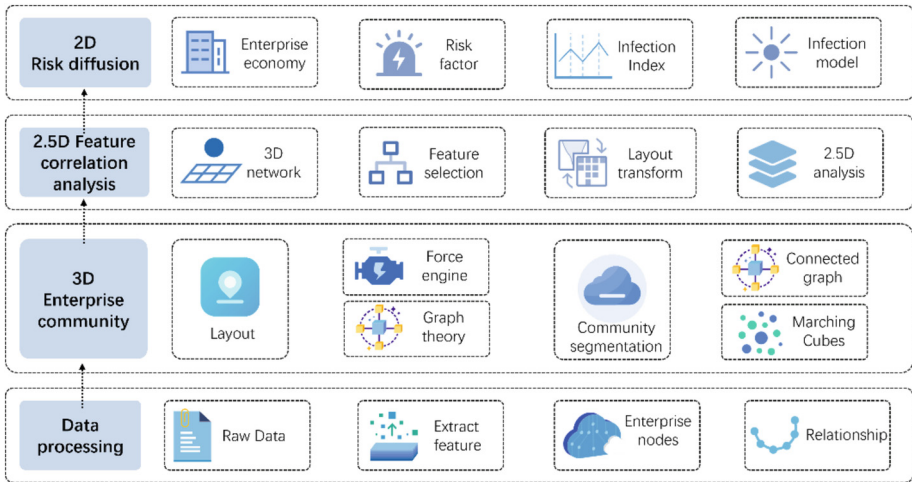 2D
Risk diffusion
Enterprise
economy
Risk
factor
Infection
Index
Infection
model
2.5D Feature
correlation
analysis
3D
network
Feature
selection
Layout
transform
2.5D
analysis
3D
Enterprise
community
Layout
Force
engine
Graph
theory
Community
segmentation
Connected
graph
Marching
Cubes
Data
processing
Raw Data
Extract
feature
Enterprise
nodes
Relationship